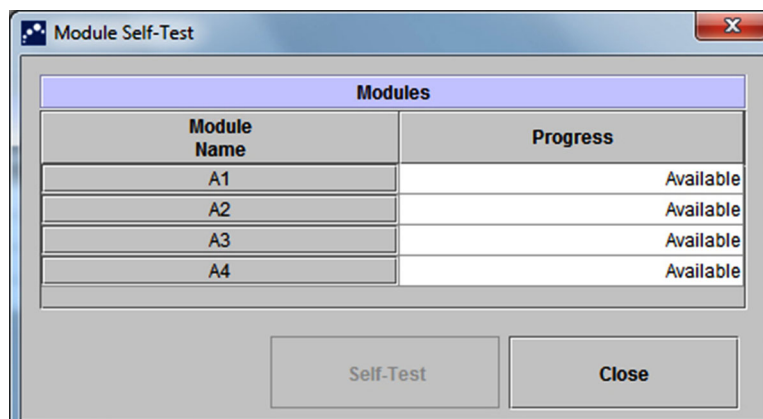 Module Self-Test
Modules
Module
Name
Progress
A1 Available
A2 Available
A3 Available
A4 Available
Self-Test Close